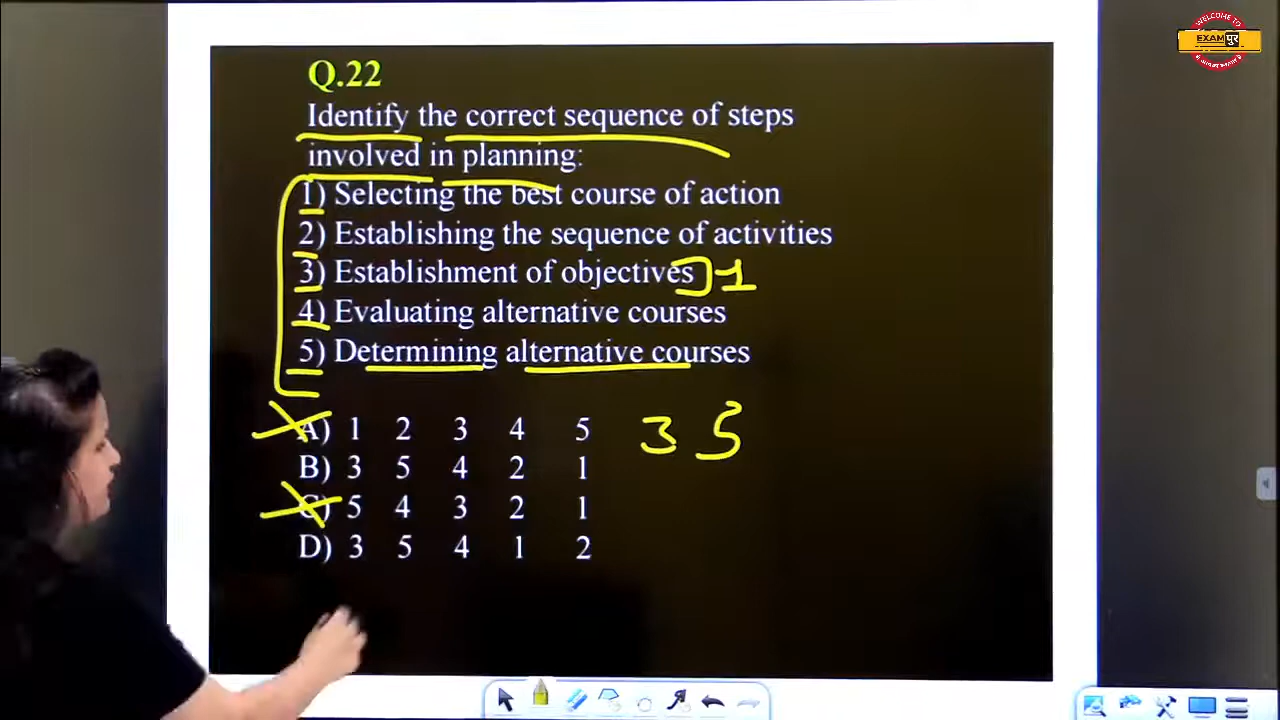 WELCOME TO
EXAMपुर
Q.22
Identify the correct sequence of steps
involved in planning:
1) Selecting the best course of action
2) Establishing the sequence of activities
3) Establishment of objectives 1
4) Evaluating alternative courses
5) Determining alternative courses
A) 1 2 3 4 5 3 5
B) 3 5 4 2 1
C) 5 4 3 2 1
D) 3 5 4 1 2